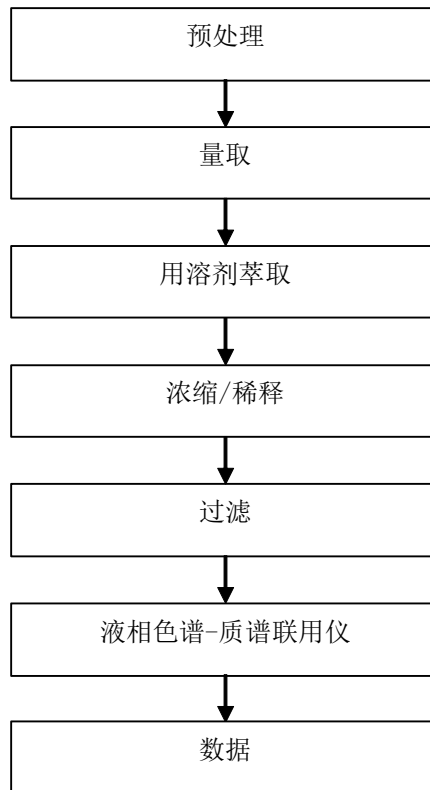 预处理
量取
用溶剂萃取
浓缩/稀释
过滤
液相色谱-质谱联用仪
数据